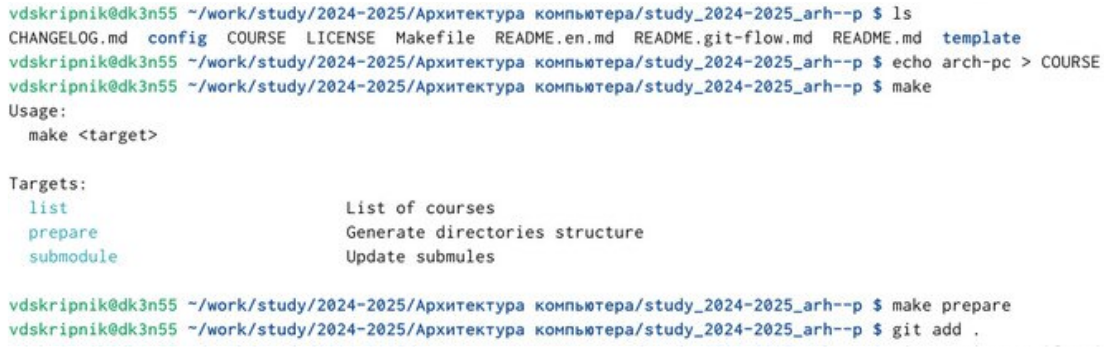 vdskripnik@dk3n55 ~/work/study/2024-2025/Архитектура компьютера/study_2024-2025_arh--p $ ls
CHANGELOG.md config COURSE LICENSE Makefile README.en.md README.git-flow.md README.md template
vdskripnik@dk3n55 ~/work/study/2024-2025/Архитектура компьютера/study_2024-2025_arh--p $ echo arch-pc > COURSE
vdskripnik@dk3n55 ~/work/study/2024-2025/Архитектура компьютера/study_2024-2025_arh--p $ make
Usage:
make <target>
Targets:
list List of courses
prepare Generate directories structure
submodule Update submules
vdskripnik@dk3n55 ~/work/study/2024-2025/Архитектура компьютера/study_2024-2025_arh--p $ make prepare
vdskripnik@dk3n55 ~/work/study/2024-2025/Архитектура компьютера/study_2024-2025_arh--p $ git add .